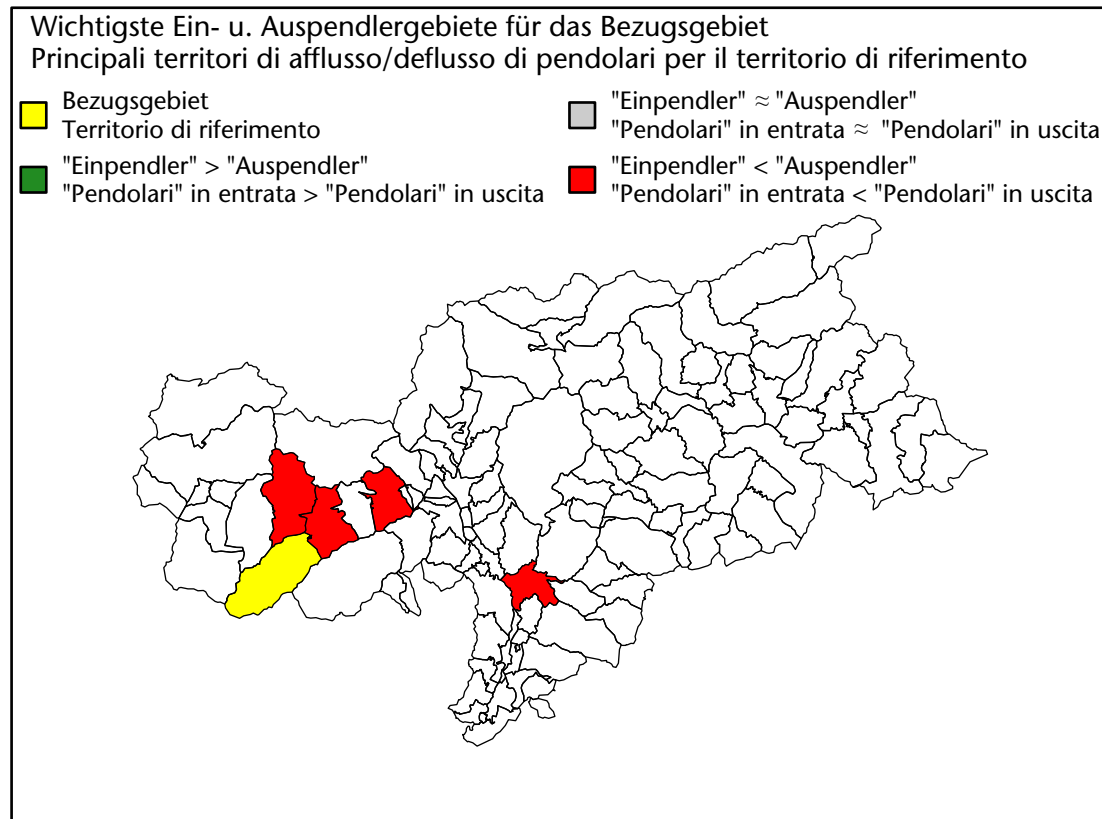 Wichtigste Ein- u. Auspendlergebiete für das Bezugsgebiet
Principali territori di afflusso/deflusso di pendolari per il territorio di riferimento
Bezugsgebiet
Territorio di riferimento
"Einpendler" > "Auspendler"
"Pendolari" in entrata > "Pendolari" in uscita
"Einpendler" ≈ "Auspendler"
"Pendolari" in entrata ≈ "Pendolari" in uscita
"Einpendler" < "Auspendler"
"Pendolari" in entrata < "Pendolari" in uscita